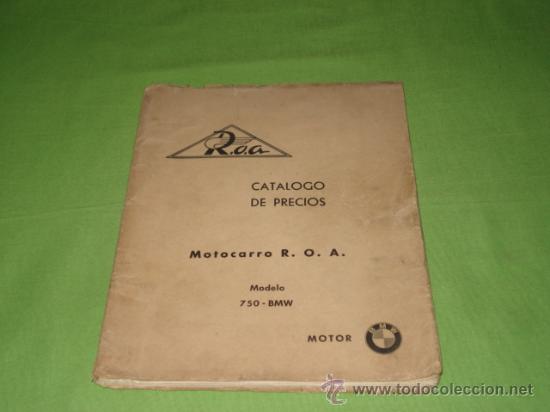 R.o.a
CATALOGO
DE PRECIOS
Motocarro R. O. A.
Modelo
750 - BMW
MOTOR
BMW
www.todocoleccion.net